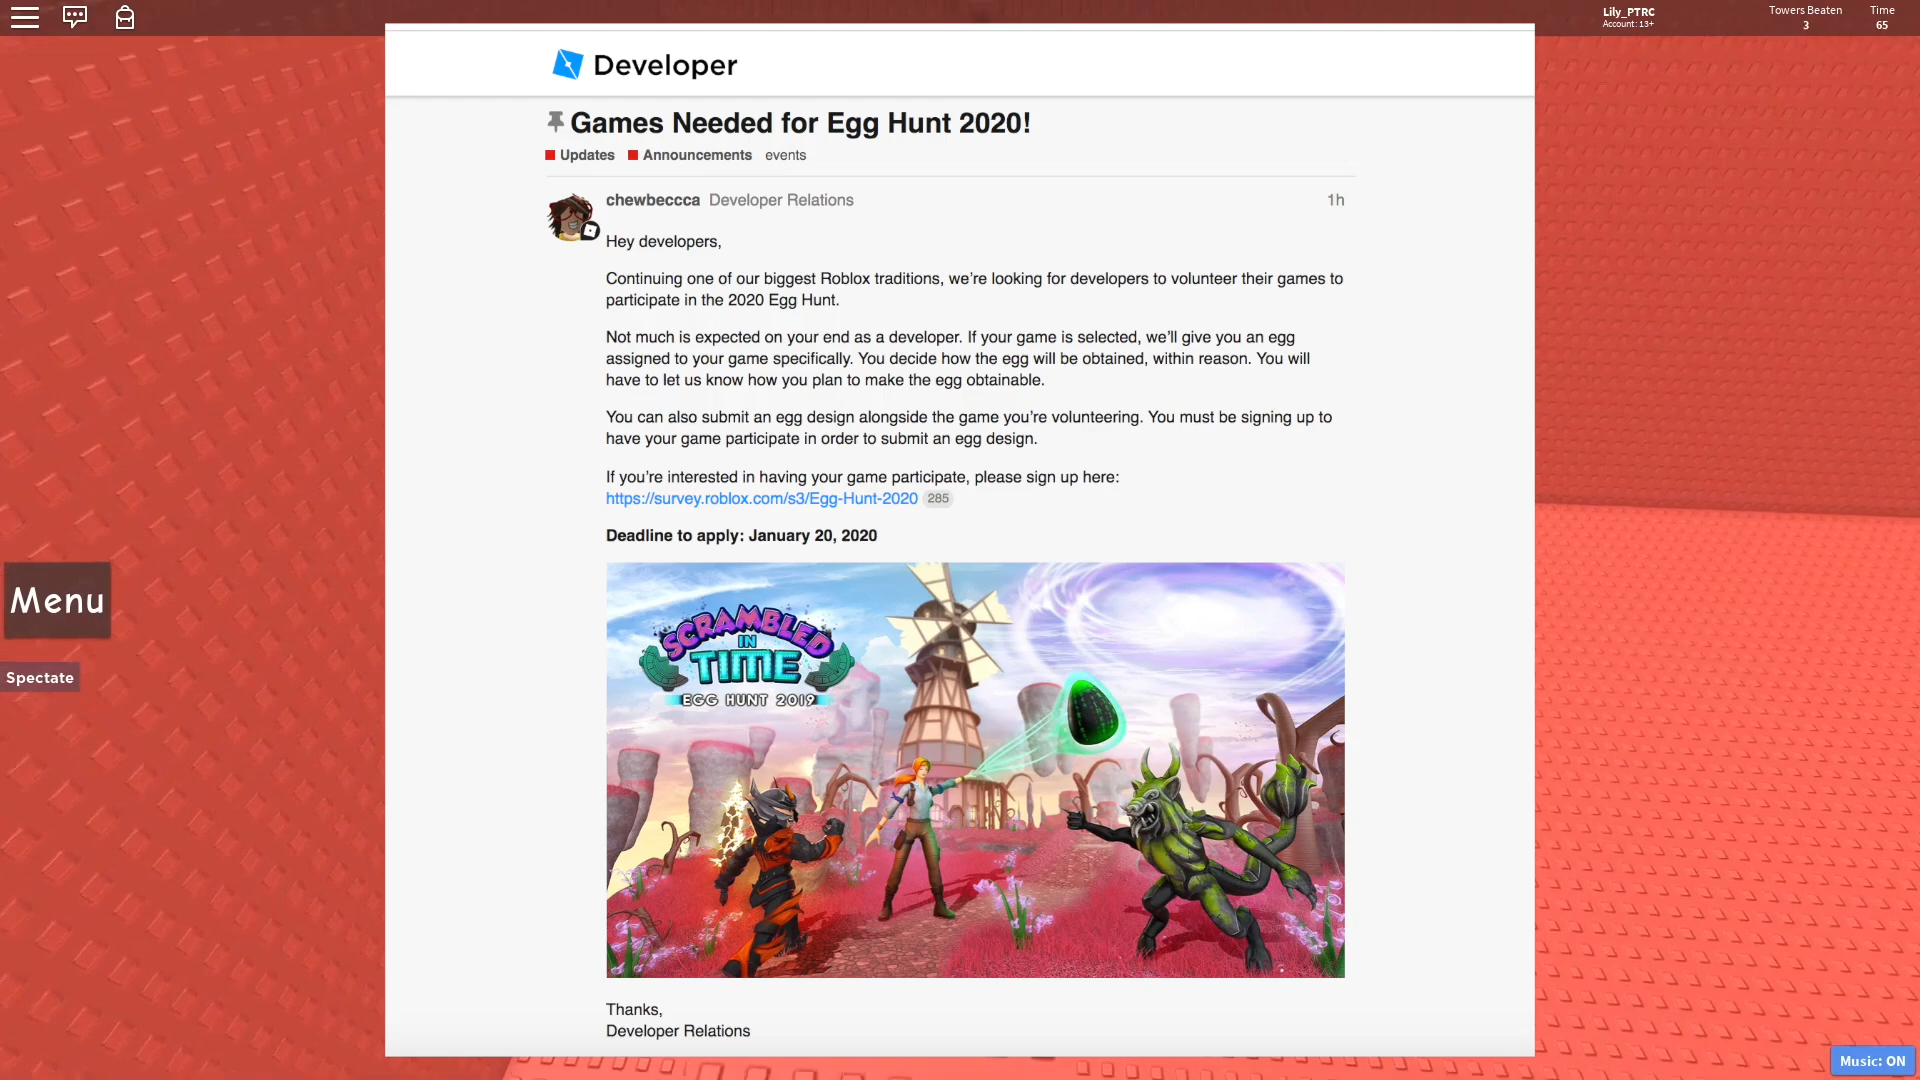 Lily_PTRC
Account: 13+
Towers Beaten
3
Time
65
Developer
Games Needed for Egg Hunt 2020!
Updates Announcements events
chewbeccca Developer Relations 1h
Hey developers,
Continuing one of our biggest Roblox traditions, we’re looking for developers to volunteer their games to
participate in the 2020 Egg Hunt.
Not much is expected on your end as a developer. If your game is selected, we’ll give you an egg
assigned to your game specifically. You decide how the egg will be obtained, within reason. You will
have to let us know how you plan to make the egg obtainable.
You can also submit an egg design alongside the game you’re volunteering. You must be signing up to
have your game participate in order to submit an egg design.
If you’re interested in having your game participate, please sign up here:
https://survey.roblox.com/s3/Egg-Hunt-2020 285
Deadline to apply: January 20, 2020
SCRAMBLED
IN
TIME
EGG HUNT 2019
Thanks,
Developer Relations
Menu
Spectate
Music: ON